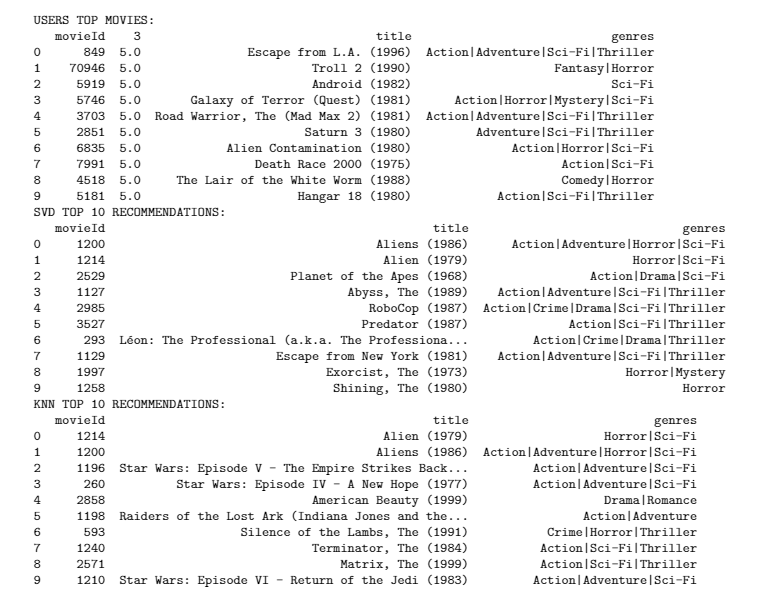 USERS TOP MOVIES:
movieId 3 title genres
0 849 5.0 Escape from L.A. (1996) Action|Adventure|Sci-Fi|Thriller
1 70946 5.0 Troll 2 (1990) Fantasy|Horror
2 5919 5.0 Android (1982) Sci-Fi
3 5746 5.0 Galaxy of Terror (Quest) (1981) Action|Horror|Mystery|Sci-Fi
4 3703 5.0 Road Warrior, The (Mad Max 2) (1981) Action|Adventure|Sci-Fi|Thriller
5 2851 5.0 Saturn 3 (1980) Adventure|Sci-Fi|Thriller
6 6835 5.0 Alien Contamination (1980) Action|Horror|Sci-Fi
7 7991 5.0 Death Race 2000 (1975) Action|Sci-Fi
8 4518 5.0 The Lair of the White Worm (1988) Comedy|Horror
9 5181 5.0 Hangar 18 (1980) Action|Sci-Fi|Thriller
SVD TOP 10 RECOMMENDATIONS:
movieId title genres
0 1200 Aliens (1986) Action|Adventure|Horror|Sci-Fi
1 1214 Alien (1979) Horror|Sci-Fi
2 2529 Planet of the Apes (1968) Action|Drama|Sci-Fi
3 1127 Abyss, The (1989) Action|Adventure|Sci-Fi|Thriller
4 2985 RoboCop (1987) Action|Crime|Drama|Sci-Fi|Thriller
5 3527 Predator (1987) Action|Sci-Fi|Thriller
6 293 Léon: The Professional (a.k.a. The Professiona... Action|Crime|Drama|Thriller
7 1129 Escape from New York (1981) Action|Adventure|Sci-Fi|Thriller
8 1997 Exorcist, The (1973) Horror|Mystery
9 1258 Shining, The (1980) Horror
KNN TOP 10 RECOMMENDATIONS:
movieId title genres
0 1214 Alien (1979) Horror|Sci-Fi
1 1200 Aliens (1986) Action|Adventure|Horror|Sci-Fi
2 1196 Star Wars: Episode V - The Empire Strikes Back... Action|Adventure|Sci-Fi
3 260 Star Wars: Episode IV - A New Hope (1977) Action|Adventure|Sci-Fi
4 2858 American Beauty (1999) Drama|Romance
5 1198 Raiders of the Lost Ark (Indiana Jones and the... Action|Adventure
6 593 Silence of the Lambs, The (1991) Crime|Horror|Thriller
7 1240 Terminator, The (1984) Action|Sci-Fi|Thriller
8 2571 Matrix, The (1999) Action|Sci-Fi|Thriller
9 1210 Star Wars: Episode VI - Return of the Jedi (1983) Action|Adventure|Sci-Fi